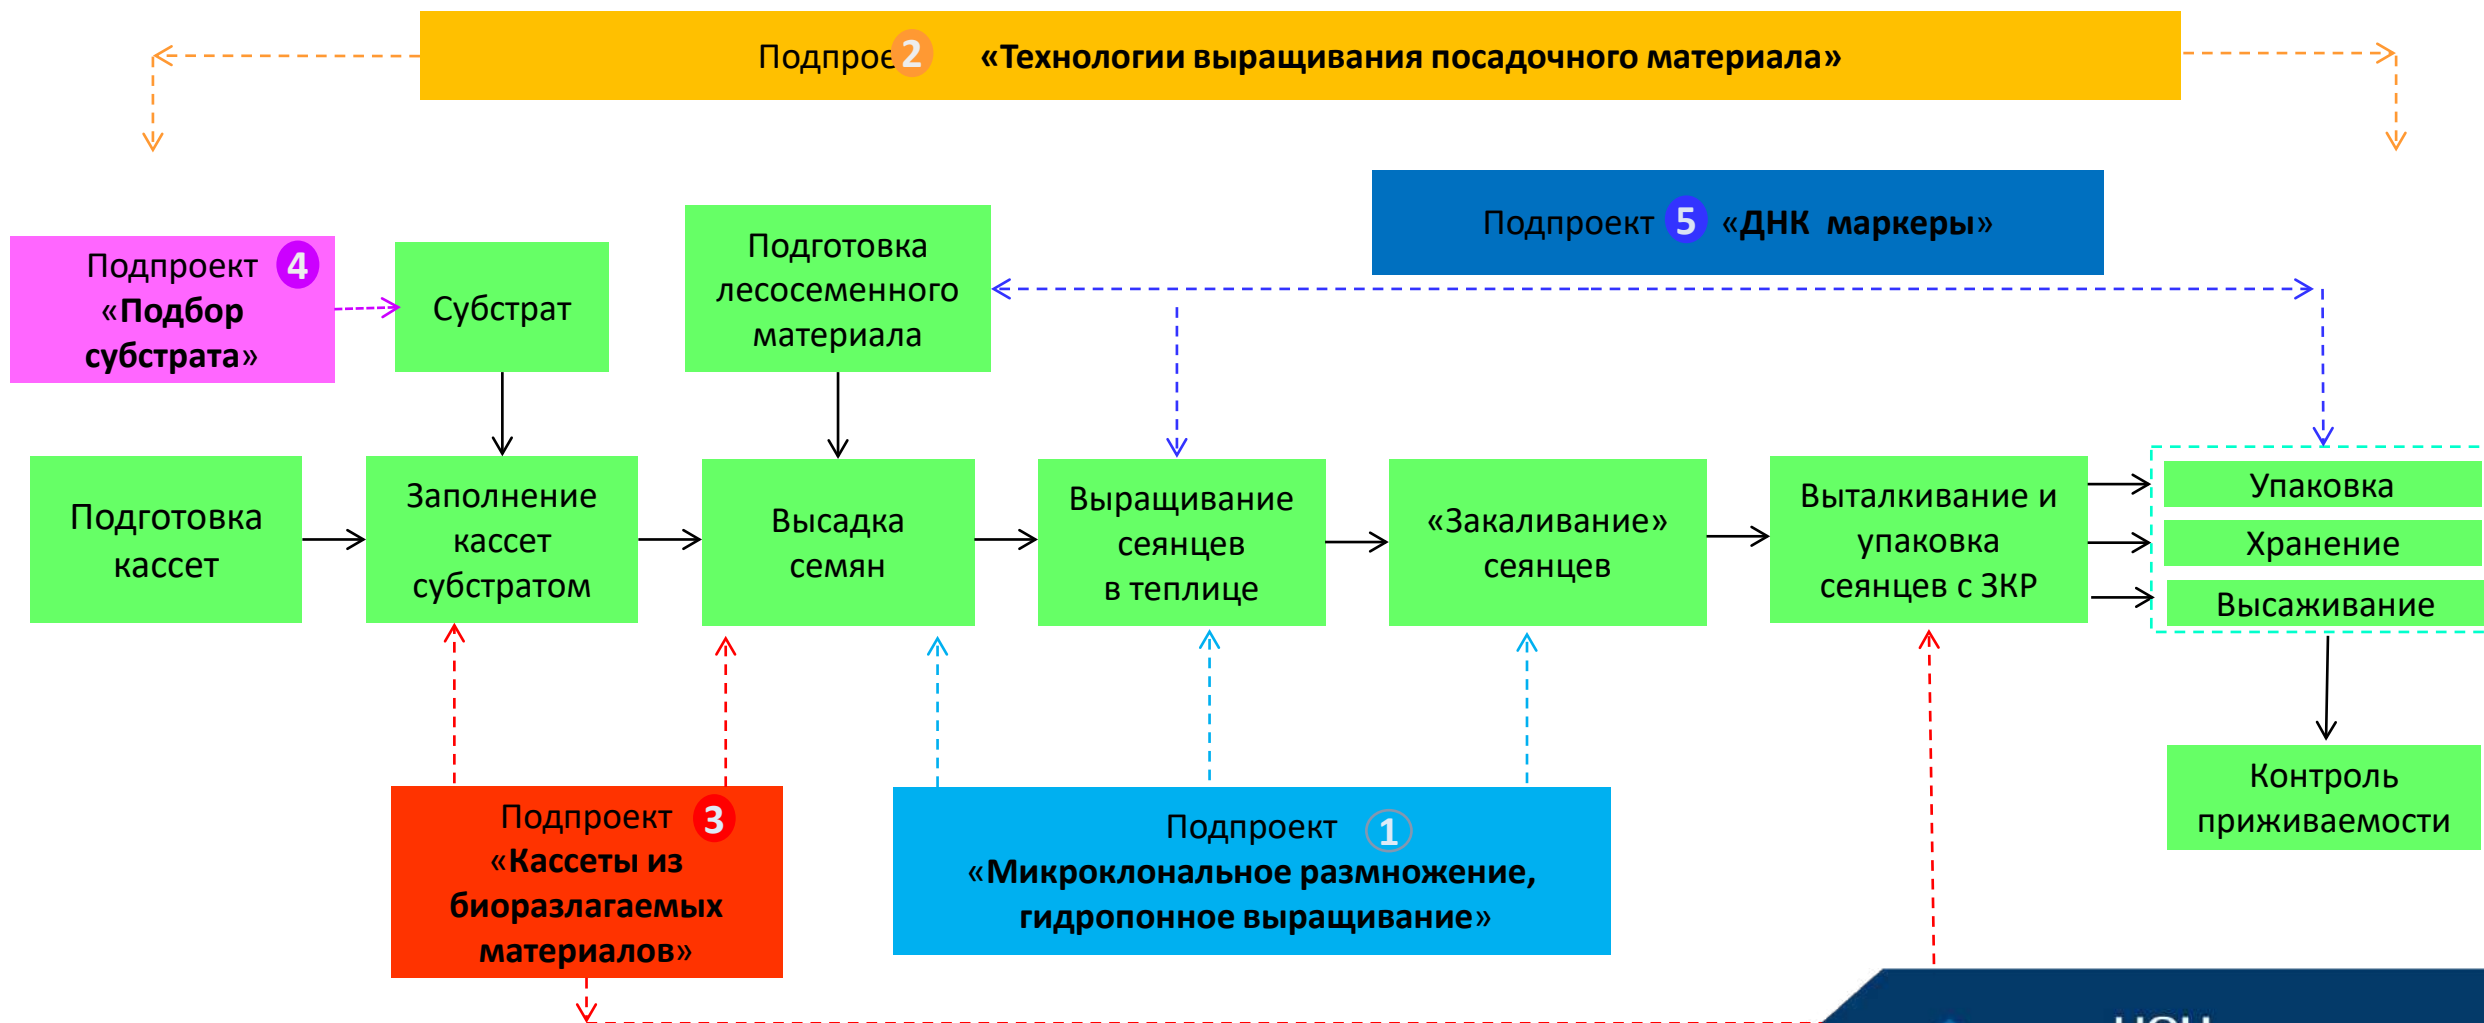 Подпрое 2 «Технологии выращивания посадочного материала»
Подпроект 5 «ДНК маркеры»
Подпроект 4
«Подбор
субстрата»
Субстрат
Подготовка
лесосеменного
материала
Подготовка
кассет
Заполнение
кассет
субстратом
Высадка
семян
Выращивание
сеянцев
в теплице
«Закаливание»
сеянцев
Выталкивание и
упаковка
сеянцев с ЗКР
Упаковка
Хранение
Высаживание
Контроль
приживаемости
Подпроект 3
«Кассеты из
биоразлагаемых
материалов»
Подпроект 1
«Микроклональное размножение,
гидропонное выращивание»